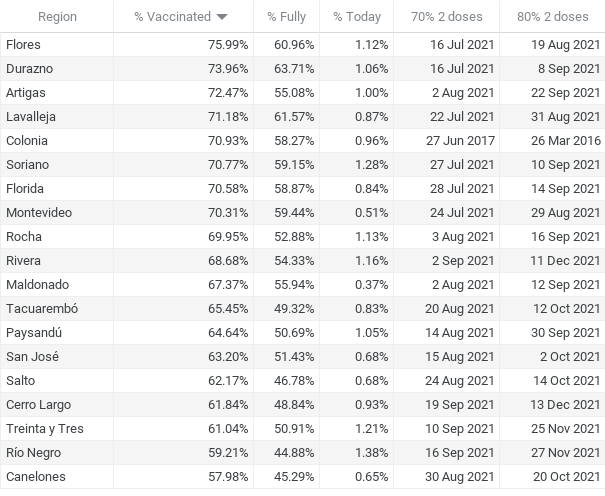 Region % Vaccinated % Fully % Today 70% 2 doses 80% 2 doses
Flores 75.99% 60.96% 1.12% 16 Jul 2021 19 Aug 2021
Durazno 73.96% 63.71% 1.06% 16 Jul 2021 8 Sep 2021
Artigas 72.47% 55.08% 1.00% 2 Aug 2021 22 Sep 2021
Lavalleja 71.18% 61.57% 0.87% 22 Jul 2021 31 Aug 2021
Colonia 70.93% 58.27% 0.96% 27 Jun 2017 26 Mar 2016
Soriano 70.77% 59.15% 1.28% 27 Jul 2021 10 Sep 2021
Florida 70.58% 58.87% 0.84% 28 Jul 2021 14 Sep 2021
Montevideo 70.31% 59.44% 0.51% 24 Jul 2021 29 Aug 2021
Rocha 69.95% 52.88% 1.13% 3 Aug 2021 16 Sep 2021
Rivera 68.68% 54.33% 1.16% 2 Sep 2021 11 Dec 2021
Maldonado 67.37% 55.94% 0.37% 2 Aug 2021 12 Sep 2021
Tacuarembó 65.45% 49.32% 0.83% 20 Aug 2021 12 Oct 2021
Paysandú 64.64% 50.69% 1.05% 14 Aug 2021 30 Sep 2021
San José 63.20% 51.43% 0.68% 15 Aug 2021 2 Oct 2021
Salto 62.17% 46.78% 0.68% 24 Aug 2021 14 Oct 2021
Cerro Largo 61.84% 48.84% 0.93% 19 Sep 2021 13 Dec 2021
Treinta y Tres 61.04% 50.91% 1.21% 10 Sep 2021 25 Nov 2021
Río Negro 59.21% 44.88% 1.38% 16 Sep 2021 27 Nov 2021
Canelones 57.98% 45.29% 0.65% 30 Aug 2021 20 Oct 2021